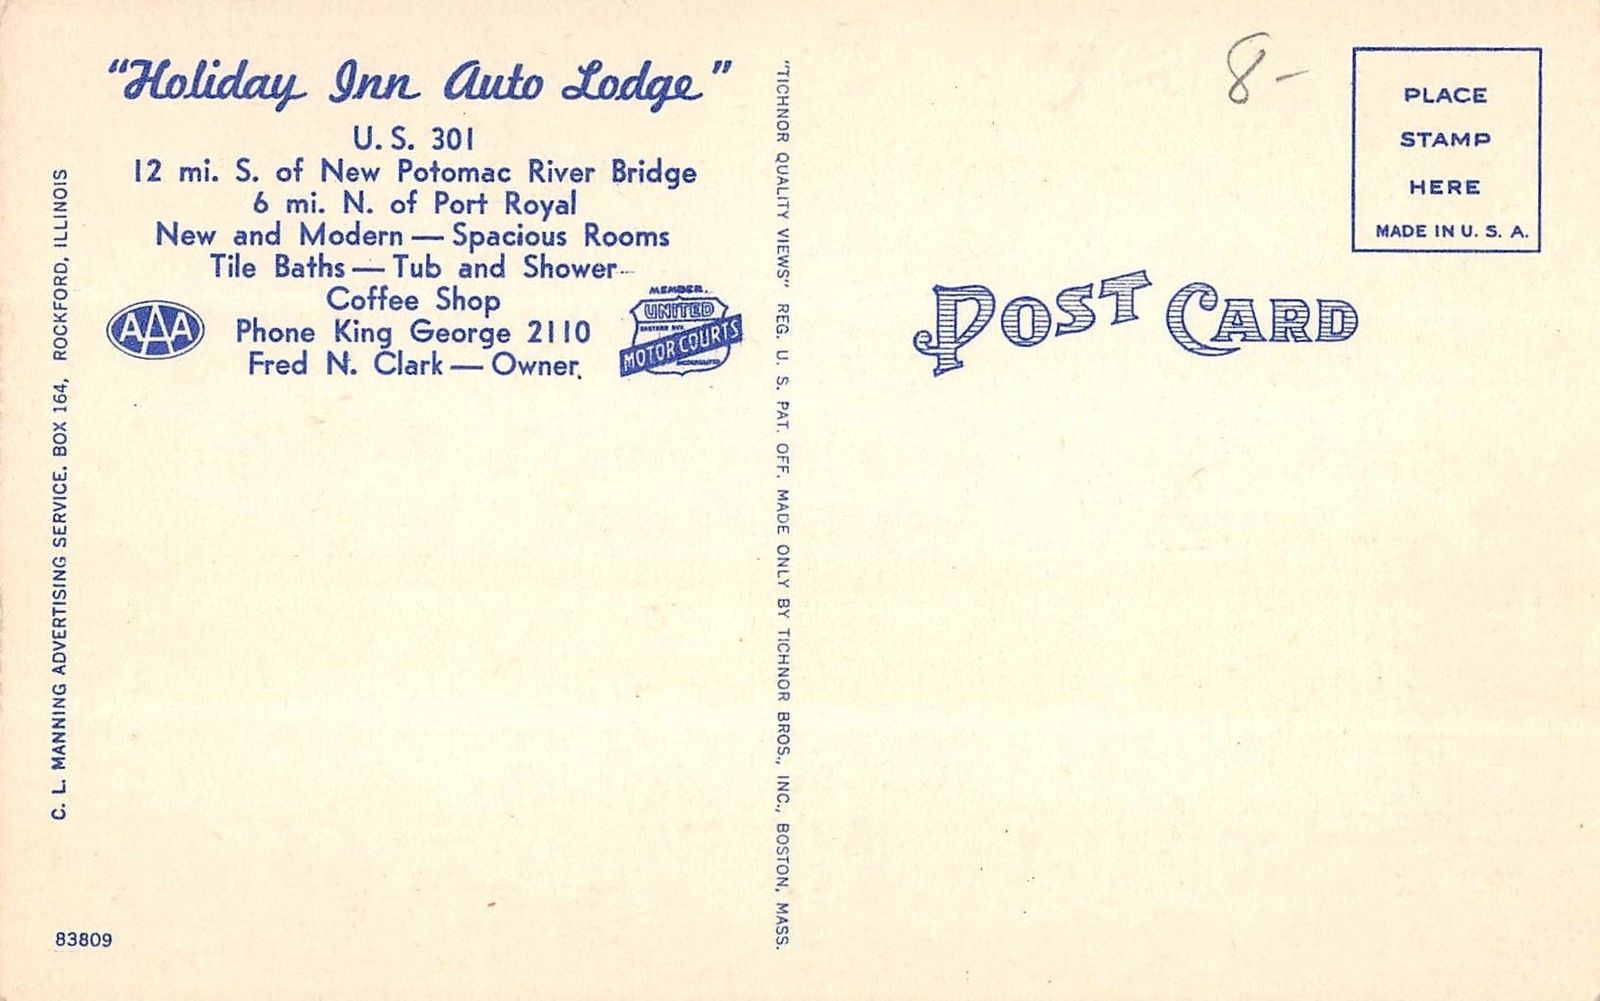 "Holiday Inn Auto Lodge"
U. S. 301
12 mi. S. of New Potomac River Bridge
6 mi. N. of Port Royal
New and Modern — Spacious Rooms
Tile Baths — Tub and Shower
Coffee Shop
Phone King George 2110
Fred N. Clark — Owner
AAA
MEMBER
UNITED
MOTOR COURTS
C. L. MANNING ADVERTISING SERVICE, BOX 164, ROCKFORD, ILLINOIS
83809
"TICHNOR QUALITY VIEWS" REG. U. S. PAT. OFF. MADE ONLY BY TICHNOR BROS., INC., BOSTON, MASS.
8-
PLACE
STAMP
HERE
MADE IN U. S. A.
POST CARD